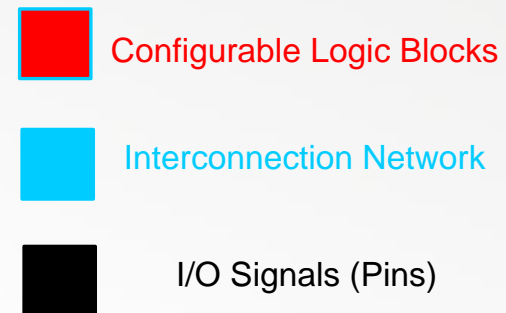 Configurable Logic Blocks
Interconnection Network
I/O Signals (Pins)